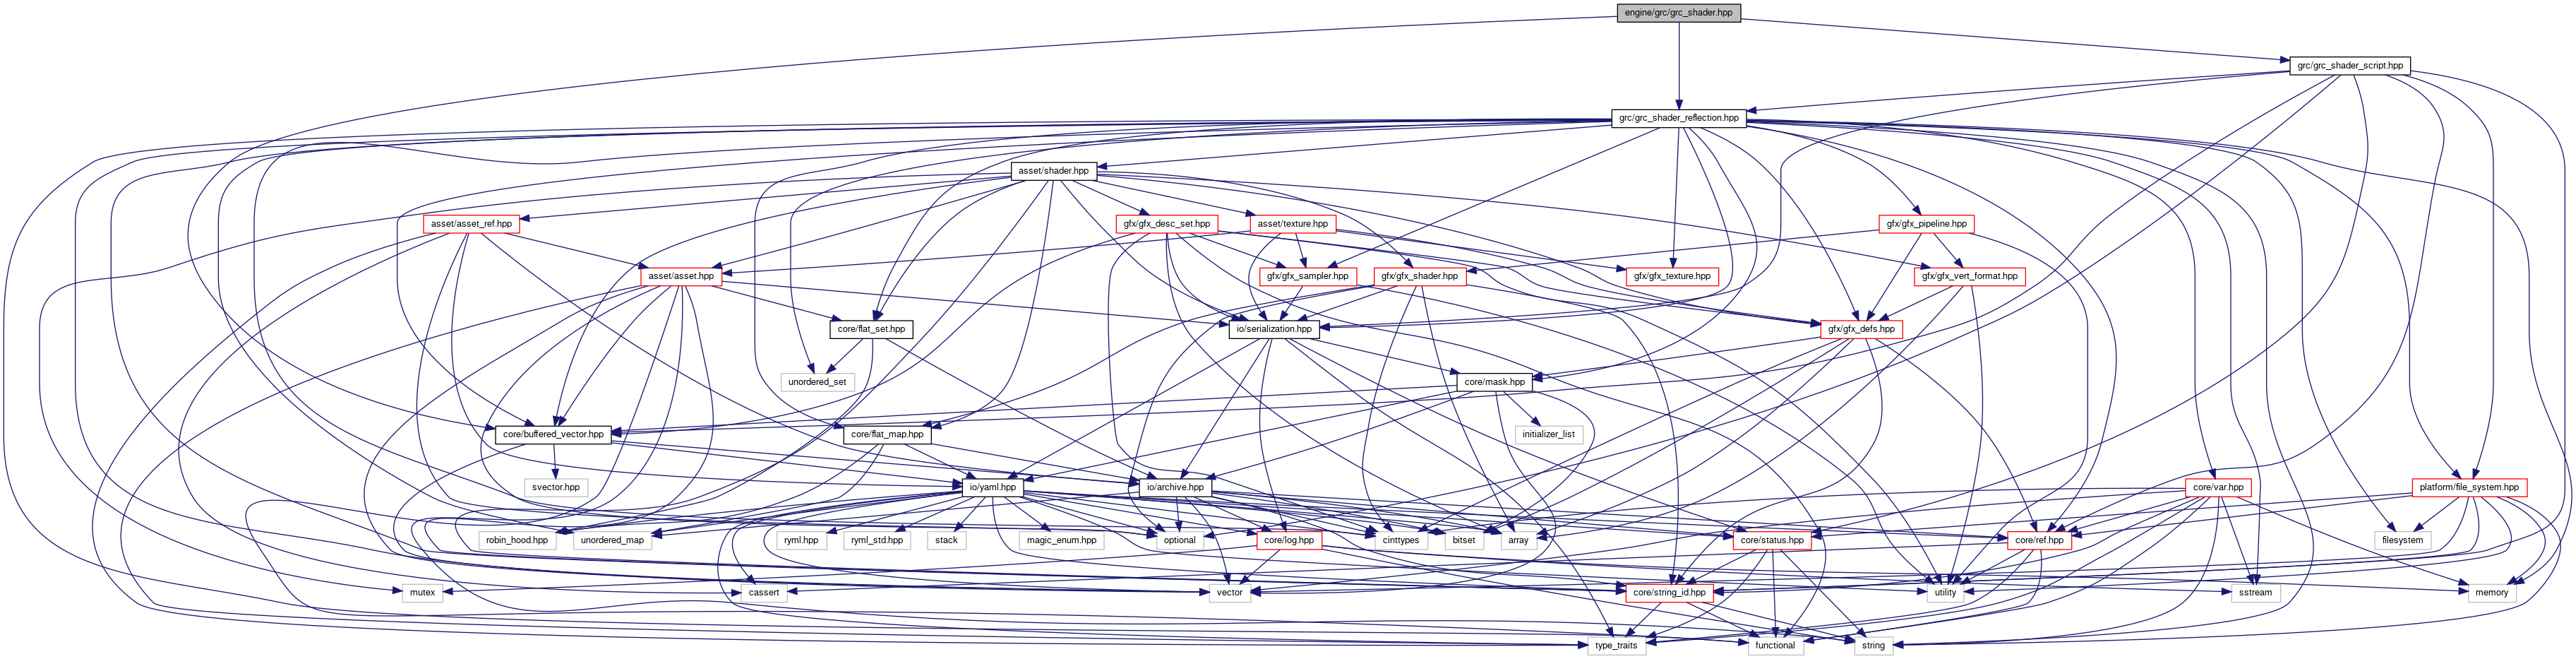 engine/grc/grc_shader.hpp
grc/grc_shader_script.hpp
grc/grc_shader_reflection.hpp
asset/shader.hpp
asset/asset_ref.hpp
gfx/gfx_desc_set.hpp
asset/texture.hpp
gfx/gfx_pipeline.hpp
asset/asset.hpp
gfx/gfx_sampler.hpp
gfx/gfx_shader.hpp
gfx/gfx_texture.hpp
gfx/gfx_vert_format.hpp
core/flat_set.hpp
io/serialization.hpp
gfx/gfx_defs.hpp
unordered_set
core/mask.hpp
core/buffered_vector.hpp
core/flat_map.hpp
initializer_list
svector.hpp
io/yaml.hpp
io/archive.hpp
core/var.hpp
platform/file_system.hpp
robin_hood.hpp
unordered_map
ryml.hpp
ryml_std.hpp
stack
magic_enum.hpp
optional
core/log.hpp
cinttypes
bitset
array
core/status.hpp
core/ref.hpp
filesystem
mutex
cassert
vector
core/string_id.hpp
utility
sstream
memory
type_traits
functional
string